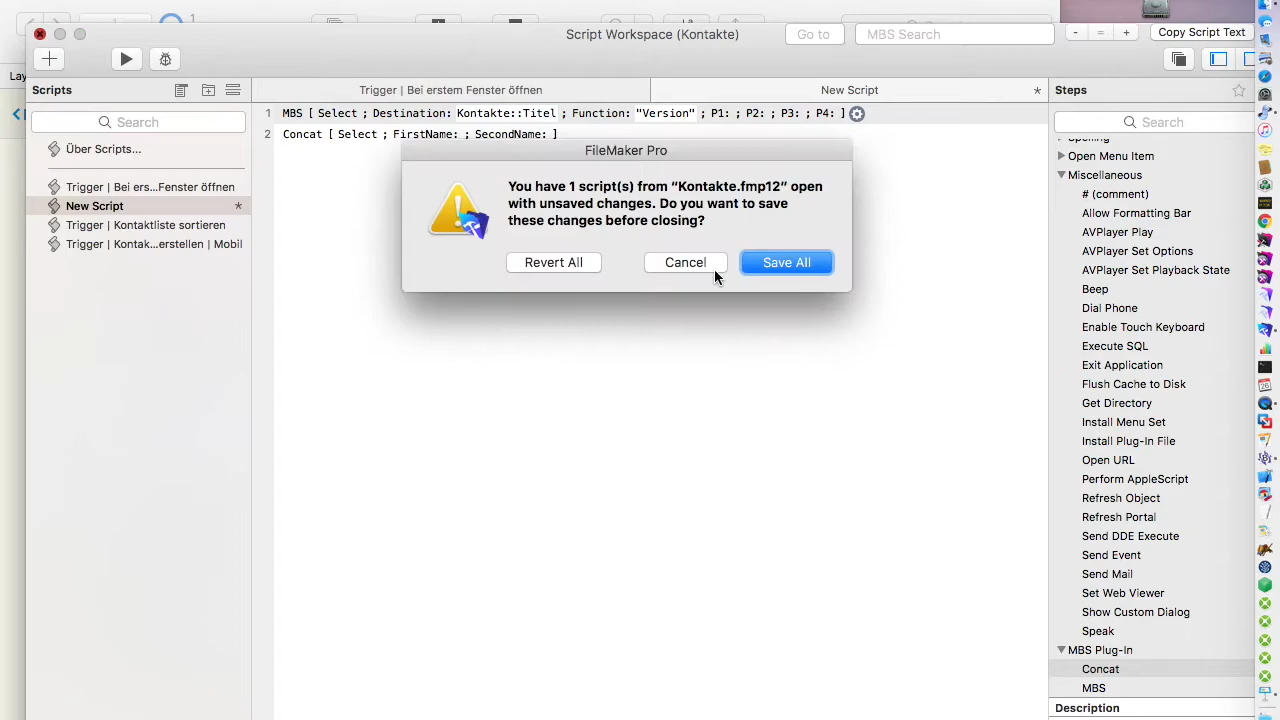 1
Script Workspace (Kontakte)
Go to
MBS Search
-
=
+
Copy Script Text
Lay
Scripts
Trigger | Bei erstem Fenster öffnen
New Script
*
Steps
Search
Search
1 MBS [ Select ; Destination: Kontakte::Titel ; Function: "Version" ; P1: ; P2: ; P3: ; P4: ]
2 Concat [ Select ; FirstName: ; SecondName: ]
Über Scripts...
Trigger | Bei ers...Fenster öffnen
New Script *
Trigger | Kontaktliste sortieren
Trigger | Kontak...erstellen | Mobil
FileMaker Pro
You have 1 script(s) from “Kontakte.fmp12” open
with unsaved changes. Do you want to save
these changes before closing?
Revert All
Cancel
Save All
Open Menu Item
Miscellaneous
# (comment)
Allow Formatting Bar
AVPlayer Play
AVPlayer Set Options
AVPlayer Set Playback State
Beep
Dial Phone
Enable Touch Keyboard
Execute SQL
Exit Application
Flush Cache to Disk
Get Directory
Install Menu Set
Install Plug-In File
Open URL
Perform AppleScript
Refresh Object
Refresh Portal
Send DDE Execute
Send Event
Send Mail
Set Web Viewer
Show Custom Dialog
Speak
MBS Plug-In
Concat
MBS
Description